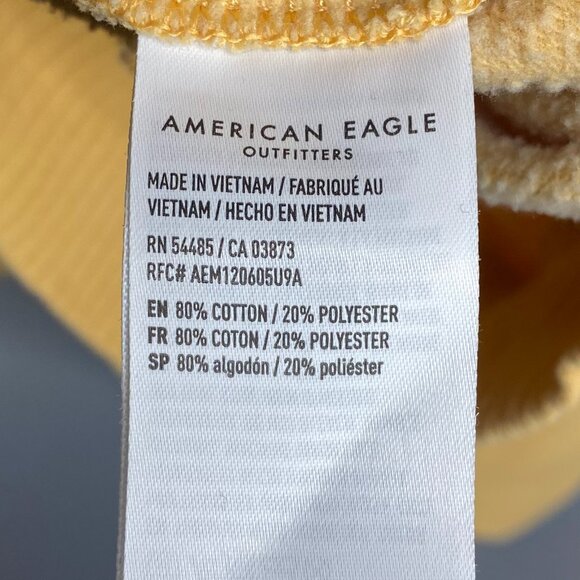 AMERICAN EAGLE
OUTFITTERS
MADE IN VIETNAM / FABRIQUÉ AU
VIETNAM / HECHO EN VIETNAM
RN 54485 / CA 03873
RFC# AEM120605U9A
EN 80% COTTON / 20% POLYESTER
FR 80% COTON / 20% POLYESTER
SP 80% algodón / 20% poliéster